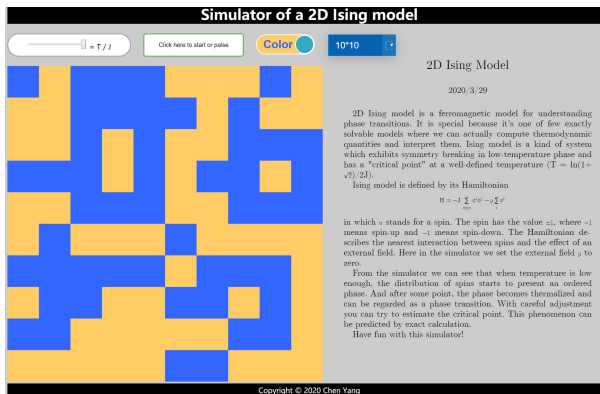 Simulator of a 2D Ising model
= T / J
Click here to start or palse
Color
10*10
2D Ising Model
2020/3/29
2D Ising model is a ferromagnetic model for understanding
phase transitions. It is special because it's one of few exactly
solvable models where we can actually compute thermodynamic
quantities and interpret them. Ising model is a kind of system
which exhibits symmetry breaking in low-temperature phase and
has a "critical point" at a well-defined temperature (T = ln(1+
√2)/2J).
Ising model is defined by its Hamiltonian
H = −J ∑ σⁱσʲ − μ ∑ σⁱ
in which σ stands for a spin. The spin has the value ±1, where +1
means spin-up and −1 means spin-down. The Hamiltonian de-
scribes the nearest interaction between spins and the effect of an
external field. Here in the simulator we set the external field μ to
zero.
From the simulator we can see that when temperature is low
enough, the distribution of spins starts to present an ordered
phase. And after some point, the phase becomes thermalized and
can be regarded as a phase transition. With careful adjustment
you can try to estimate the critical point. This phenomenon can
be predicted by exact calculation.
Have fun with this simulator!
Copyright © 2020 Chen Yang